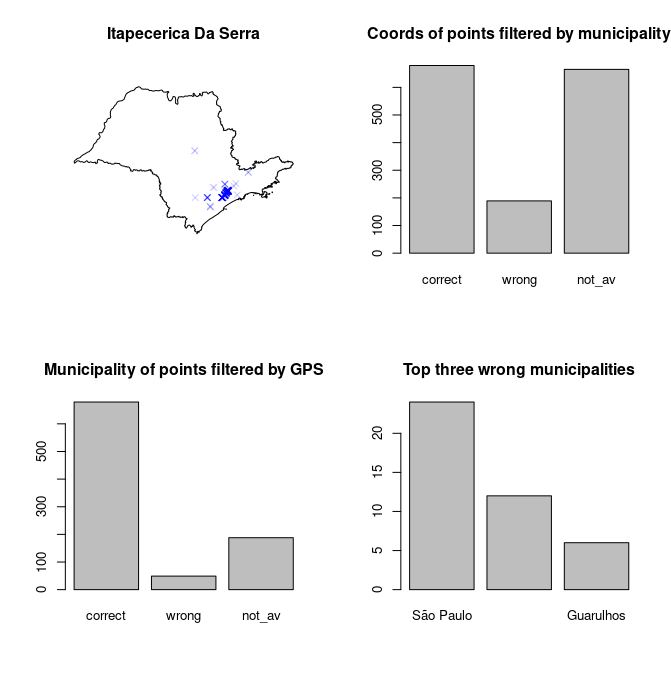 Itapecerica Da Serra
Coords of points filtered by municipality
500
300
100
0
correct wrong not_av
Municipality of points filtered by GPS
500
300
100
0
correct wrong not_av
Top three wrong municipalities
20
15
10
5
0
São Paulo Guarulhos